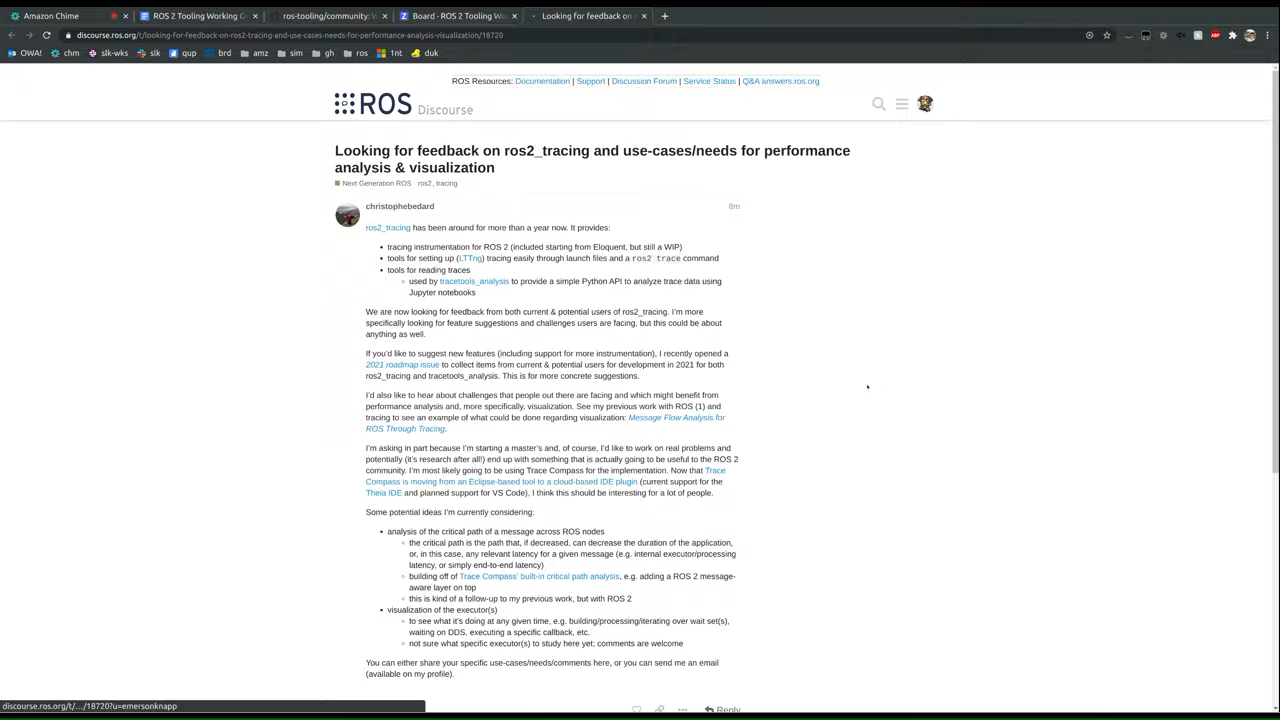 Amazon Chime
ROS 2 Tooling Working G
ros-tooling/community: W
Board - ROS 2 Tooling Wo
Looking for feedback on r
discourse.ros.org/t/looking-for-feedback-on-ros2-tracing-and-use-cases-needs-for-performance-analysis-visualization/18720
OWA! chm slk-wks slk qup brd amz sim gh ros 1nt duk
ROS Resources: Documentation | Support | Discussion Forum | Service Status | Q&A answers.ros.org
ROS Discourse
Looking for feedback on ros2_tracing and use-cases/needs for performance
analysis & visualization
Next Generation ROS ros2, tracing
christophebedard 8m
ros2_tracing has been around for more than a year now. It provides:
• tracing instrumentation for ROS 2 (included starting from Eloquent, but still a WIP)
• tools for setting up (LTTng) tracing easily through launch files and a ros2 trace command
• tools for reading traces
◦ used by tracetools_analysis to provide a simple Python API to analyze trace data using
Jupyter notebooks
We are now looking for feedback from both current & potential users of ros2_tracing. I'm more
specifically looking for feature suggestions and challenges users are facing, but this could be about
anything as well.
If you'd like to suggest new features (including support for more instrumentation), I recently opened a
2021 roadmap issue to collect items from current & potential users for development in 2021 for both
ros2_tracing and tracetools_analysis. This is for more concrete suggestions.
I'd also like to hear about challenges that people out there are facing and which might benefit from
performance analysis and, more specifically, visualization. See my previous work with ROS (1) and
tracing to see an example of what could be done regarding visualization: Message Flow Analysis for
ROS Through Tracing.
I'm asking in part because I'm starting a master's and, of course, I'd like to work on real problems and
potentially (it's research after all!) end up with something that is actually going to be useful to the ROS 2
community. I'm most likely going to be using Trace Compass for the implementation. Now that Trace
Compass is moving from an Eclipse-based tool to a cloud-based IDE plugin (current support for the
Theia IDE and planned support for VS Code), I think this should be interesting for a lot of people.
Some potential ideas I'm currently considering:
• analysis of the critical path of a message across ROS nodes
◦ the critical path is the path that, if decreased, can decrease the duration of the application,
or, in this case, any relevant latency for a given message (e.g. internal executor/processing
latency, or simply end-to-end latency)
◦ building off of Trace Compass' built-in critical path analysis, e.g. adding a ROS 2 message-
aware layer on top
◦ this is kind of a follow-up to my previous work, but with ROS 2
• visualization of the executor(s)
◦ to see what it's doing at any given time, e.g. building/processing/iterating over wait set(s),
waiting on DDS, executing a specific callback, etc.
◦ not sure what specific executor(s) to study here yet; comments are welcome
You can either share your specific use-cases/needs/comments here, or you can send me an email
(available on my profile).
discourse.ros.org/t/.../18720?u=emersonknapp
Reply